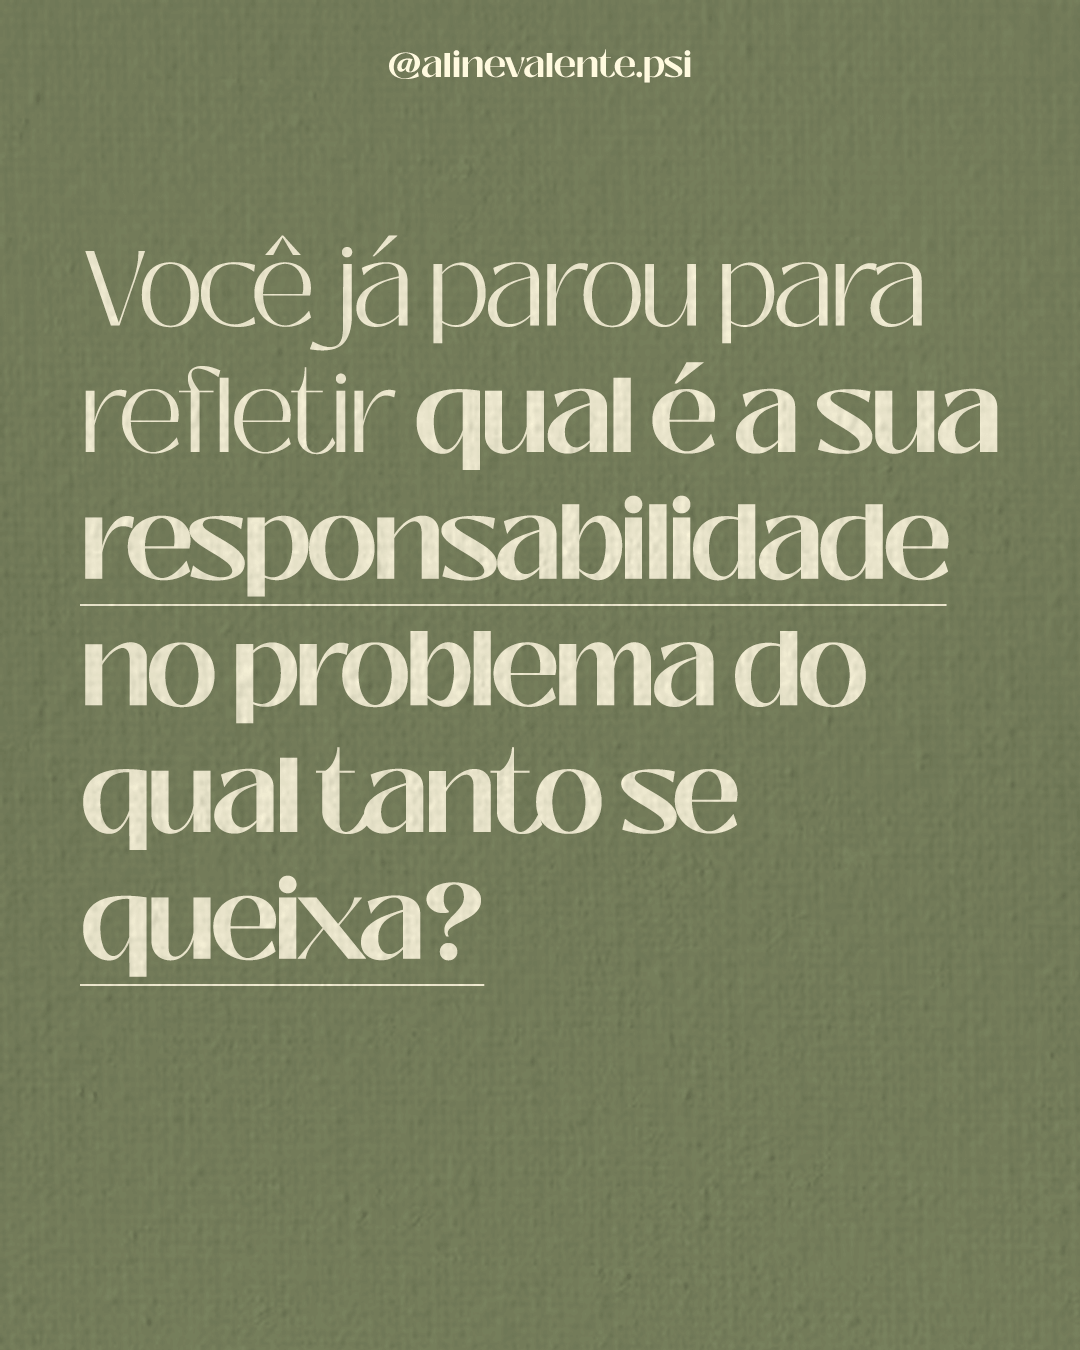 @alinevalente.psi
Você já parou para
refletir qual é a sua
responsabilidade
no problema do
qual tanto se
queixa?